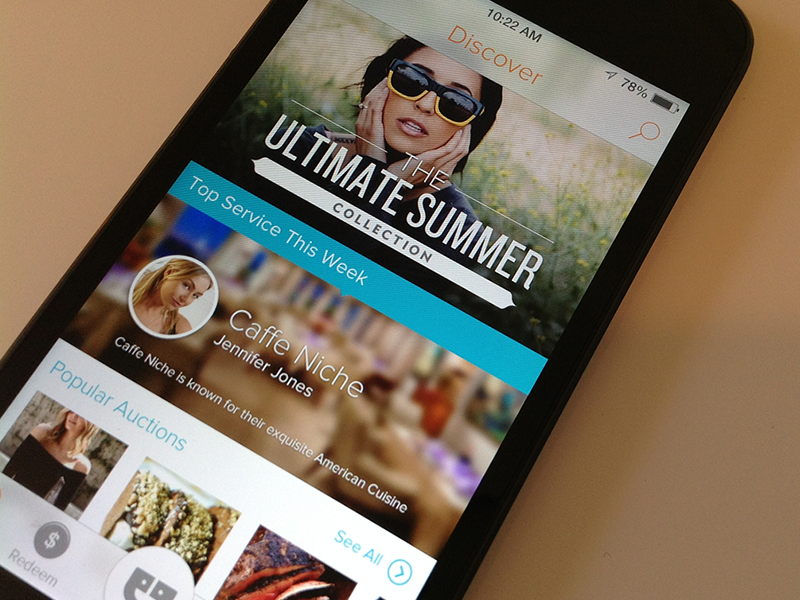 10:22 AM
78%
Discover
THE
ULTIMATE SUMMER
COLLECTION
Top Service This Week
Caffe Niche
Jennifer Jones
Caffe Niche is known for their exquisite American Cuisine
Popular Auctions
See All
$
Redeem